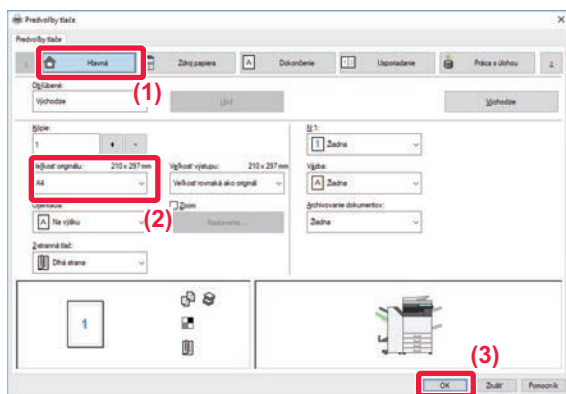 Predvoľby tlače
Predvoľby tlače
Hlavná
Zdroj papiera
Dokončenie
Usporiadanie
Práca s úlohou
(1)
Obľúbené:
Východzie
Uložiť
Východzie
Kópie:
1
+ -
Veľkosť originálu: 210 x 297 mm
A4
Veľkosť výstupu: 210 x 297 mm
Veľkosť rovnaká ako originál
(2)
Orientácia:
Na výšku
Zoom
Nastavenia...
2-stranná tlač:
Dlhá strana
N-1:
Žiadna
Väzba:
Žiadna
Archivovanie dokumentov:
Žiadna
1
(3)
OK
Zrušiť
Pomocník